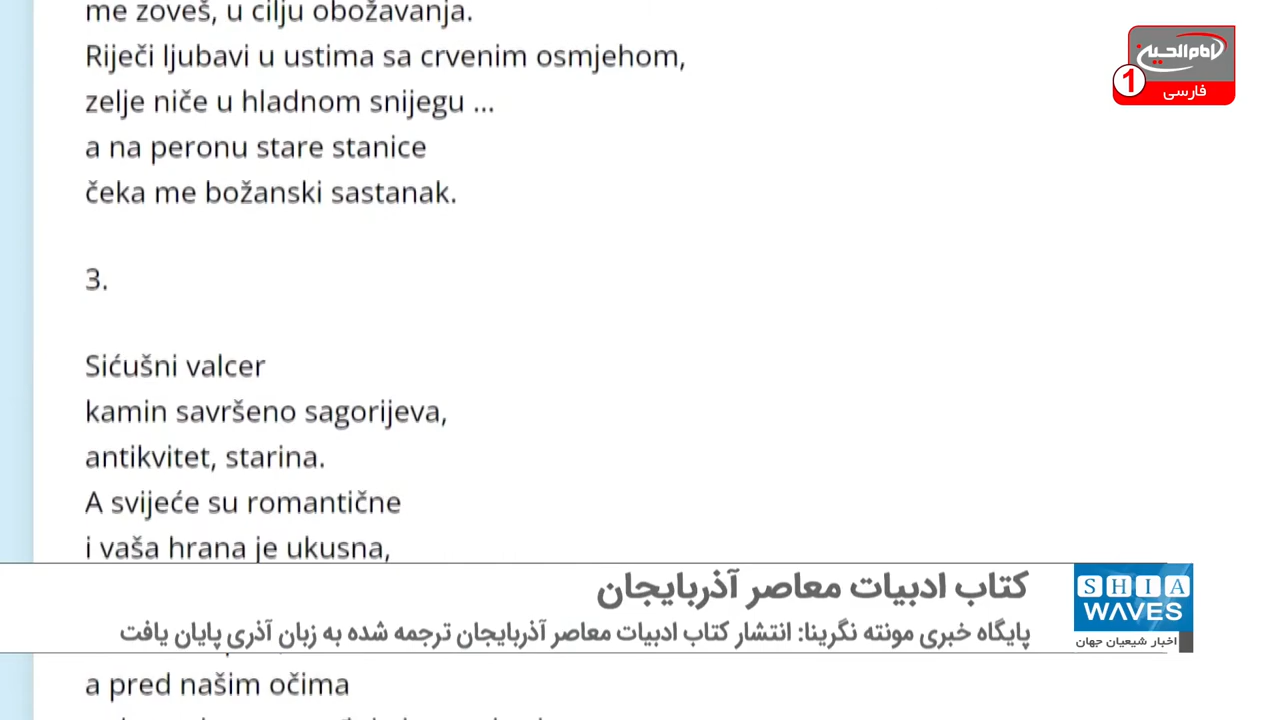 me zoveš, u cilju obožavanja.
Riječi ljubavi u ustima sa crvenim osmjehom,
zelje niče u hladnom snijegu ...
a na peronu stare stanice
čeka me božanski sastanak.
3.
Sićušni valcer
kamin savršeno sagorijeva,
antikvitet, starina.
A svijeće su romantične
i vaša hrana je ukusna,
a pred našim očima
امام الحسین
1
فارسی
کتاب ادبیات معاصر آذربایجان
پایگاه خبری مونته نگرینا: انتشار کتاب ادبیات معاصر آذربایجان ترجمه شده به زبان آذری پایان یافت
SHIA
WAVES
اخبار شیعیان جهان